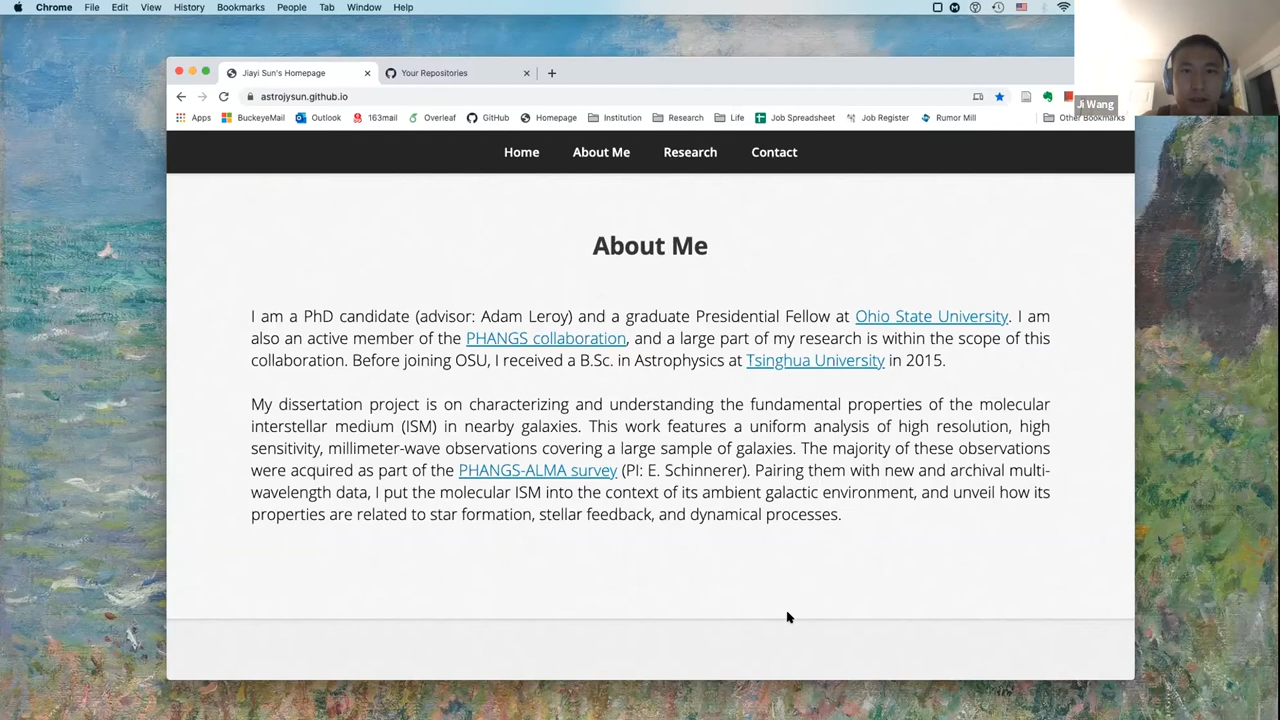 Chrome File Edit View History Bookmarks People Tab Window Help
Jiayi Sun's Homepage
Your Repositories
astrojysun.github.io
Ji Wang
Apps BuckeyeMail Outlook 163mail Overleaf GitHub Homepage Institution Research Life Job Spreadsheet Job Register Rumor Mill Other Bookmarks
Home About Me Research Contact
About Me
I am a PhD candidate (advisor: Adam Leroy) and a graduate Presidential Fellow at Ohio State University. I am
also an active member of the PHANGS collaboration, and a large part of my research is within the scope of this
collaboration. Before joining OSU, I received a B.Sc. in Astrophysics at Tsinghua University in 2015.
My dissertation project is on characterizing and understanding the fundamental properties of the molecular
interstellar medium (ISM) in nearby galaxies. This work features a uniform analysis of high resolution, high
sensitivity, millimeter-wave observations covering a large sample of galaxies. The majority of these observations
were acquired as part of the PHANGS-ALMA survey (PI: E. Schinnerer). Pairing them with new and archival multi-
wavelength data, I put the molecular ISM into the context of its ambient galactic environment, and unveil how its
properties are related to star formation, stellar feedback, and dynamical processes.